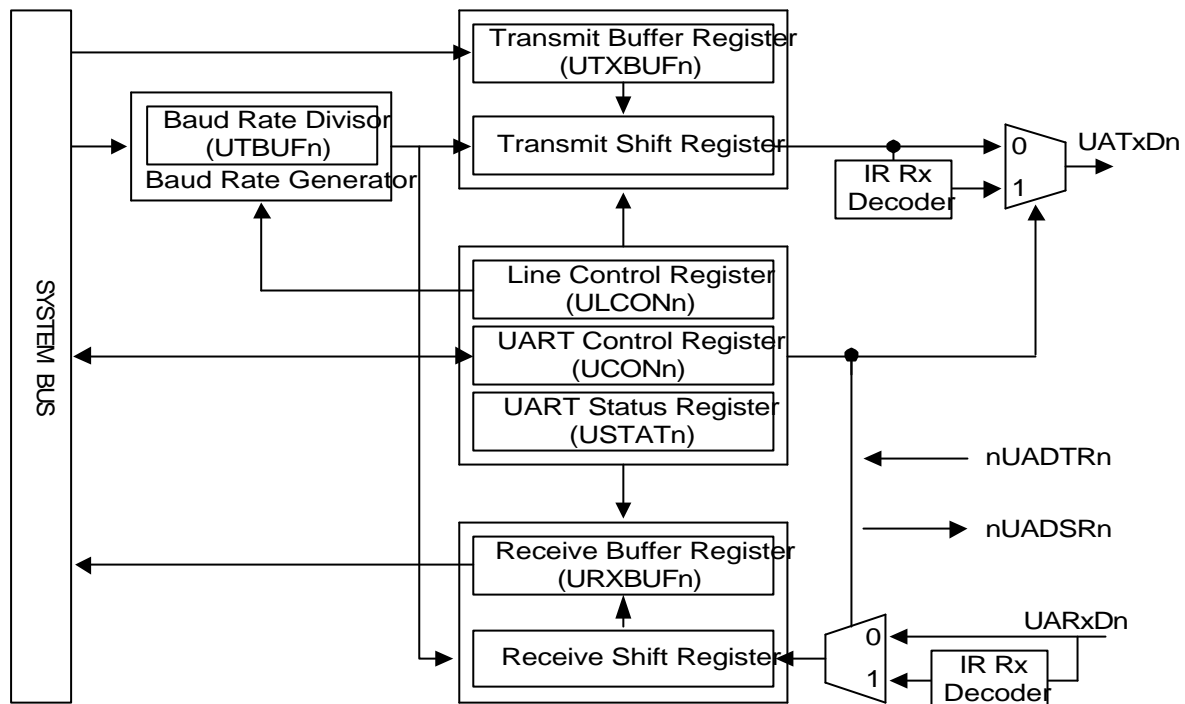 Transmit Buffer Register
(UTXBUFn)
Baud Rate Divisor
(UTBUFn)
Baud Rate Generator
Transmit Shift Register
0
1
UATxDn
IR Rx
Decoder
SYSTEM BUS
Line Control Register
(ULCONn)
UART Control Register
(UCONn)
UART Status Register
(USTATn)
nUADTRn
nUADSRn
Receive Buffer Register
(URXBUFn)
Receive Shift Register
0
1
UARxDn
IR Rx
Decoder